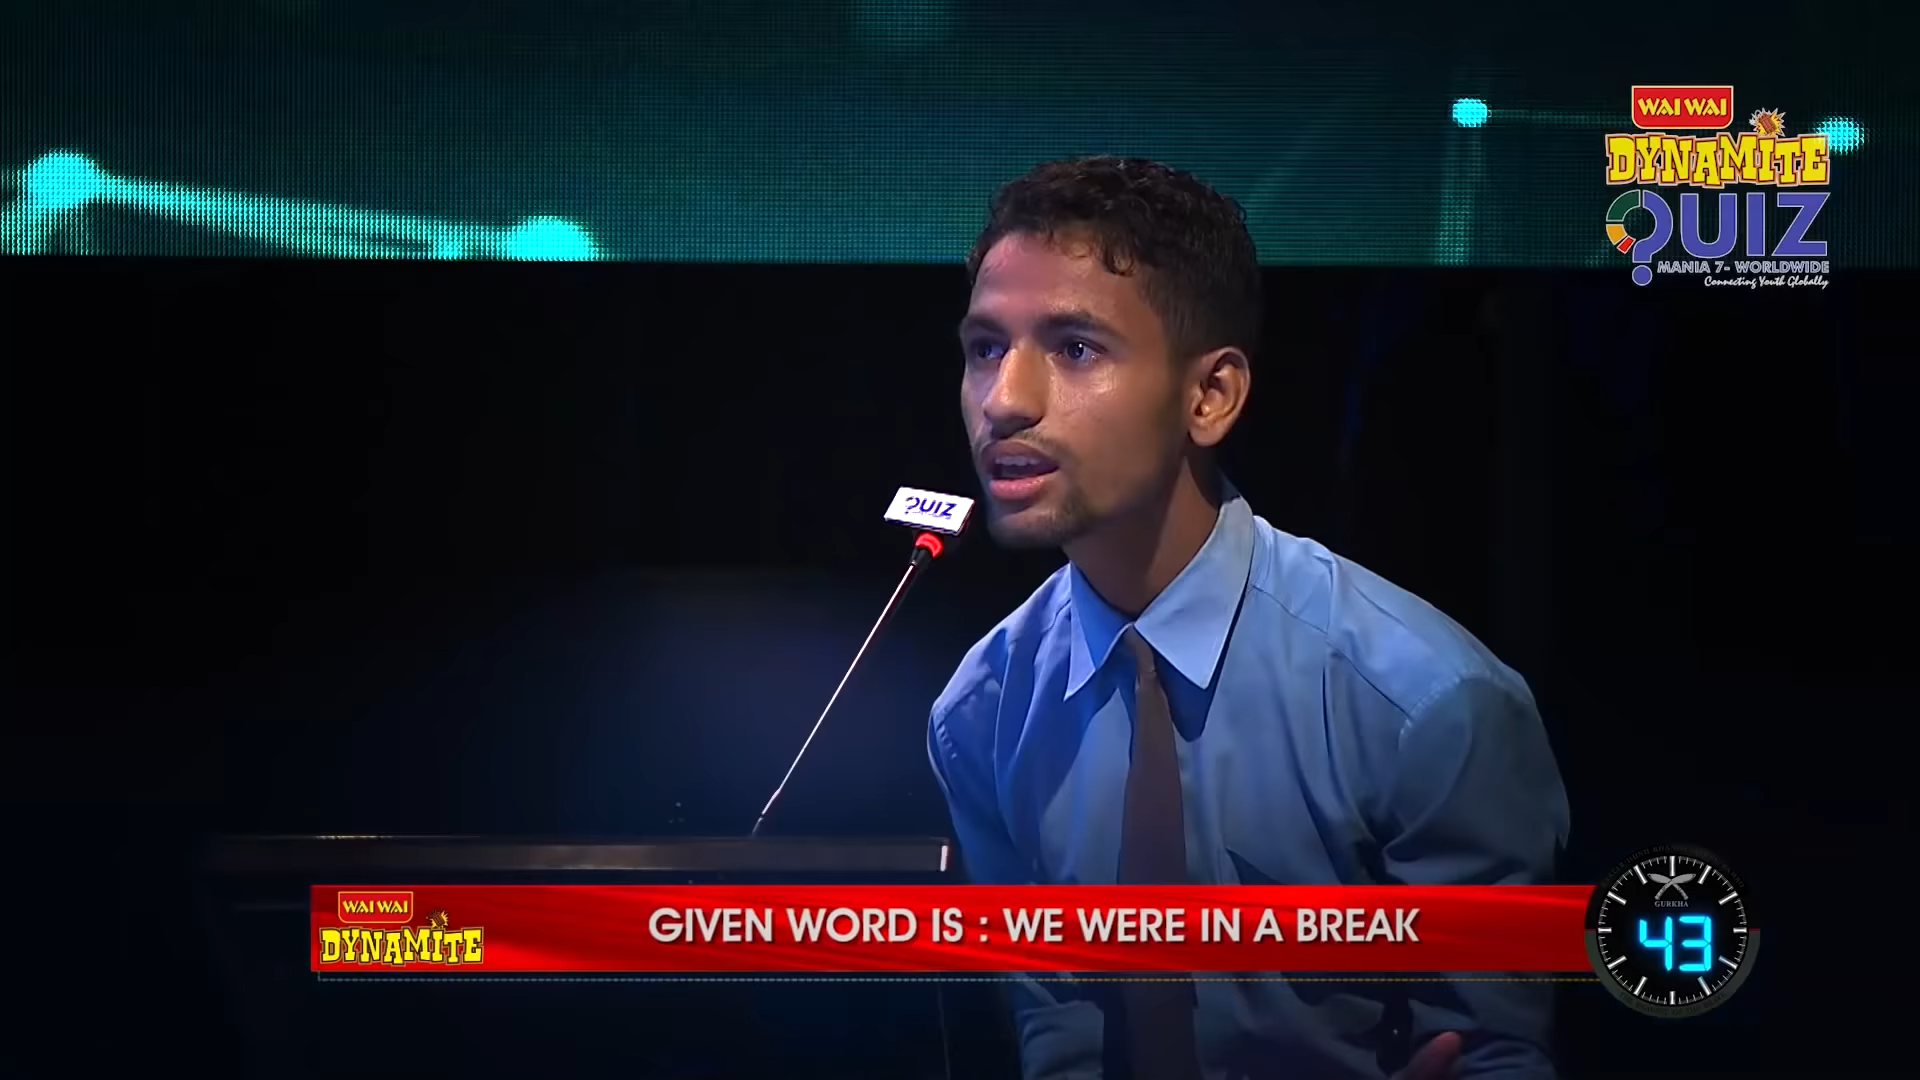 WAI WAI
DYNAMITE
QUIZ
MANIA 7- WORLDWIDE
Connecting Youth Globally
QUIZ
WAI WAI
DYNAMITE
GIVEN WORD IS : WE WERE IN A BREAK
GURKHA
43